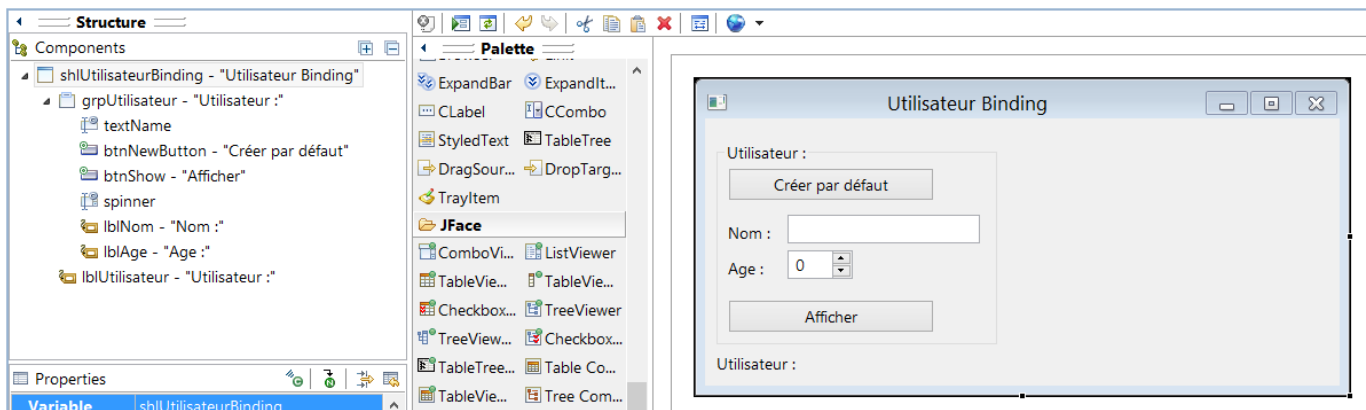 Structure
Components
shlUtilisateurBinding - "Utilisateur Binding"
grpUtilisateur - "Utilisateur :"
textName
btnNewButton - "Créer par défaut"
btnShow - "Afficher"
spinner
lblNom - "Nom :"
lblAge - "Age :"
lblUtilisateur - "Utilisateur :"
Properties
Variable shlUtilisateurBinding
Palette
ExpandBar ExpandIt...
CLabel CCombo
StyledText TableTree
DragSour... DropTarg...
TrayItem
JFace
ComboVi... ListViewer
TableVie... TableVie...
Checkbox... TreeViewer
TreeView... Checkbox...
TableTree... Table Co...
TableVie... Tree Com...
Utilisateur Binding
Utilisateur :
Créer par défaut
Nom :
Age : 0
Afficher
Utilisateur :